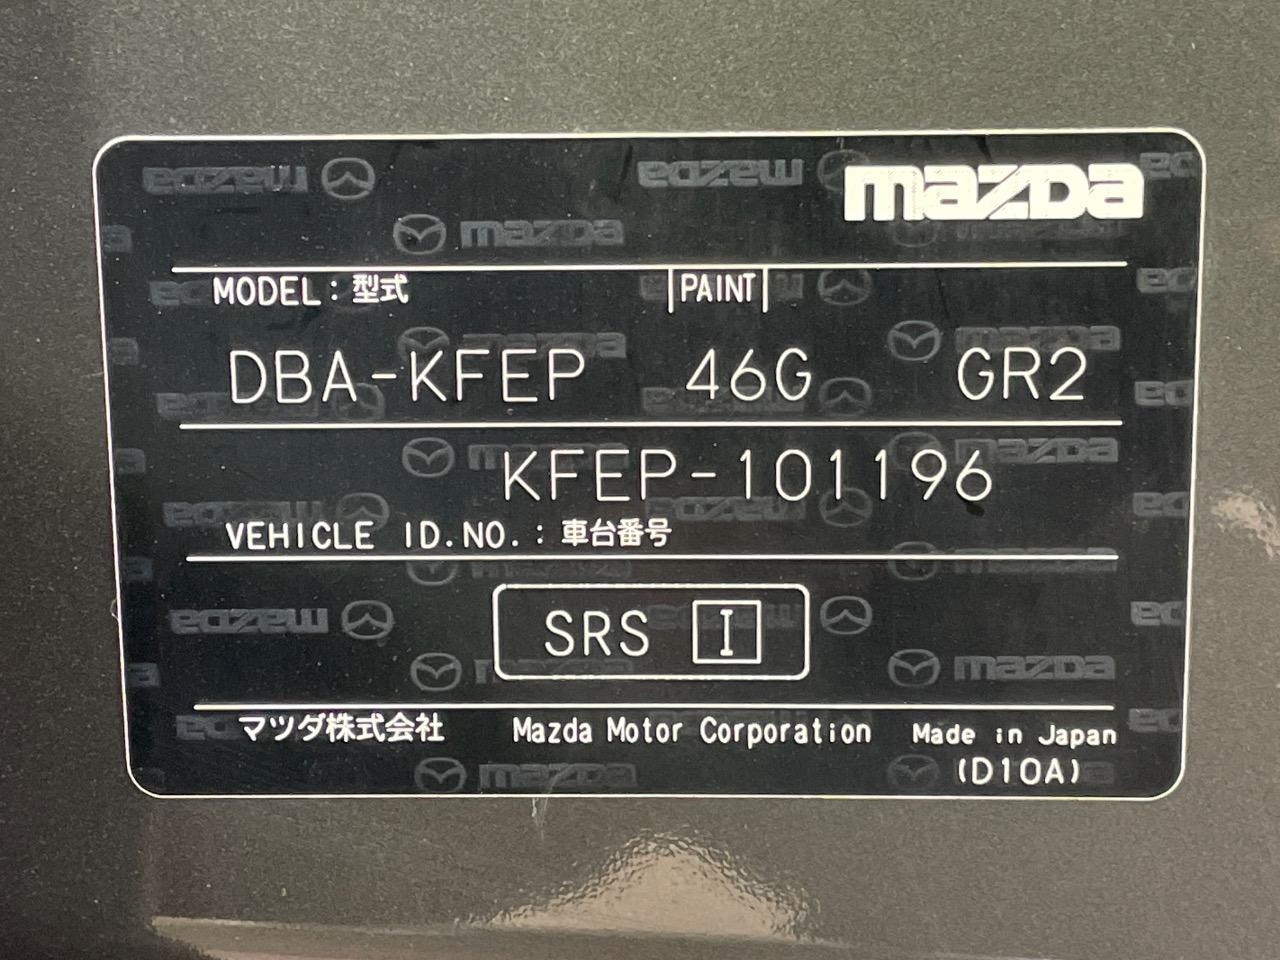 mazda
MODEL : 型式 PAINT
DBA-KFEP 46G GR2
KFEP-101196
VEHICLE ID.NO. : 車台番号
SRS I
マツダ株式会社 Mazda Motor Corporation Made in Japan
(D10A)